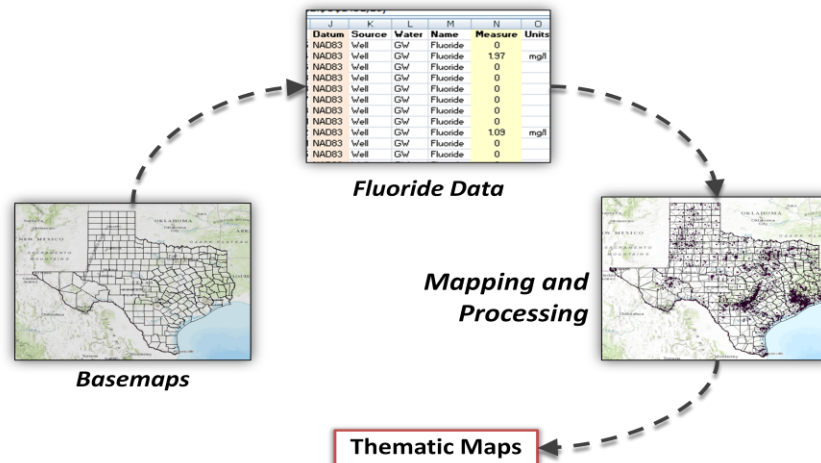 J K L M N O
Datum Source Water Name Measure Units
NAD83 Well GW Fluoride 0
NAD83 Well GW Fluoride 1.97 mg/l
NAD83 Well GW Fluoride 0
NAD83 Well GW Fluoride 0
NAD83 Well GW Fluoride 0
NAD83 Well GW Fluoride 0
NAD83 Well GW Fluoride 0
NAD83 Well GW Fluoride 0
NAD83 Well GW Fluoride 1.09 mg/l
NAD83 Well GW Fluoride 0
NAD83 Well GW Fluoride 0
Fluoride Data
OKLAHOMA
Basemaps
OKLAHOMA
Mapping and
Processing
Thematic Maps